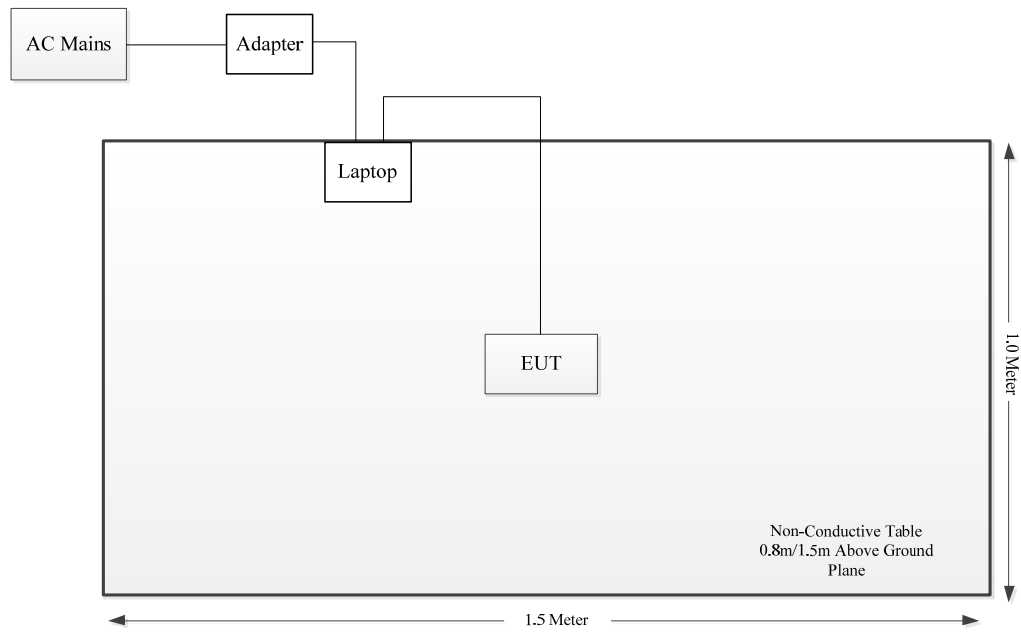 AC Mains
Adapter
Laptop
EUT
1.0 Meter
Non-Conductive Table
0.8m/1.5m Above Ground
Plane
1.5 Meter